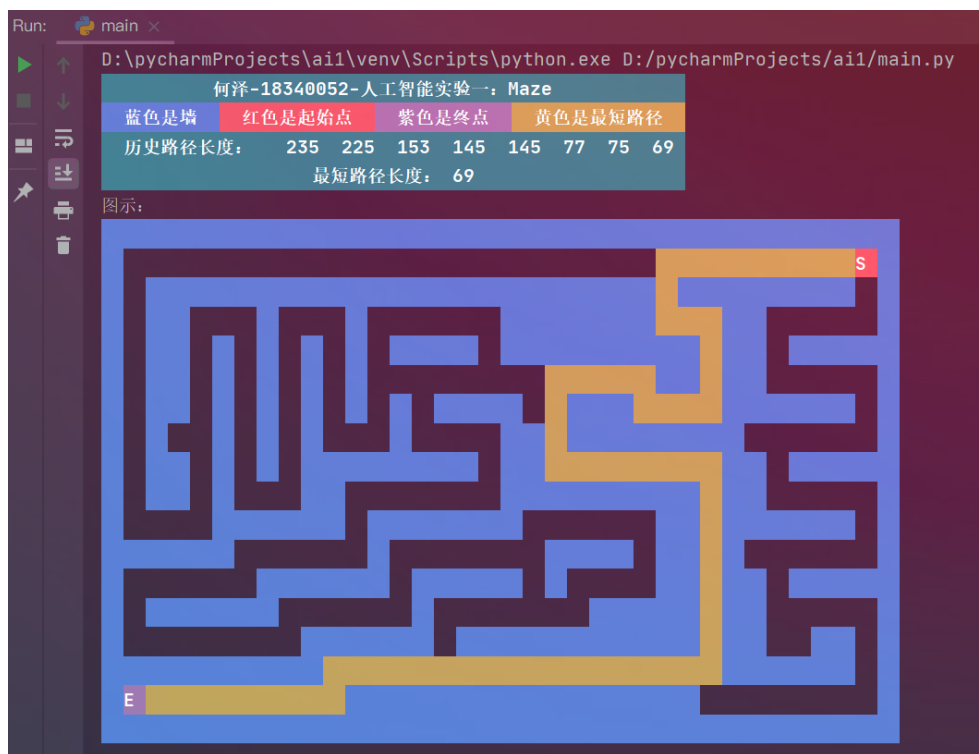 Run: main
D:\pycharmProjects\ai1\venv\Scripts\python.exe D:/pycharmProjects/ai1/main.py
何泽-18340052-人工智能实验一：Maze
蓝色是墙 红色是起始点 紫色是终点 黄色是最短路径
历史路径长度： 235 225 153 145 145 77 75 69
最短路径长度： 69
图示：
S
E